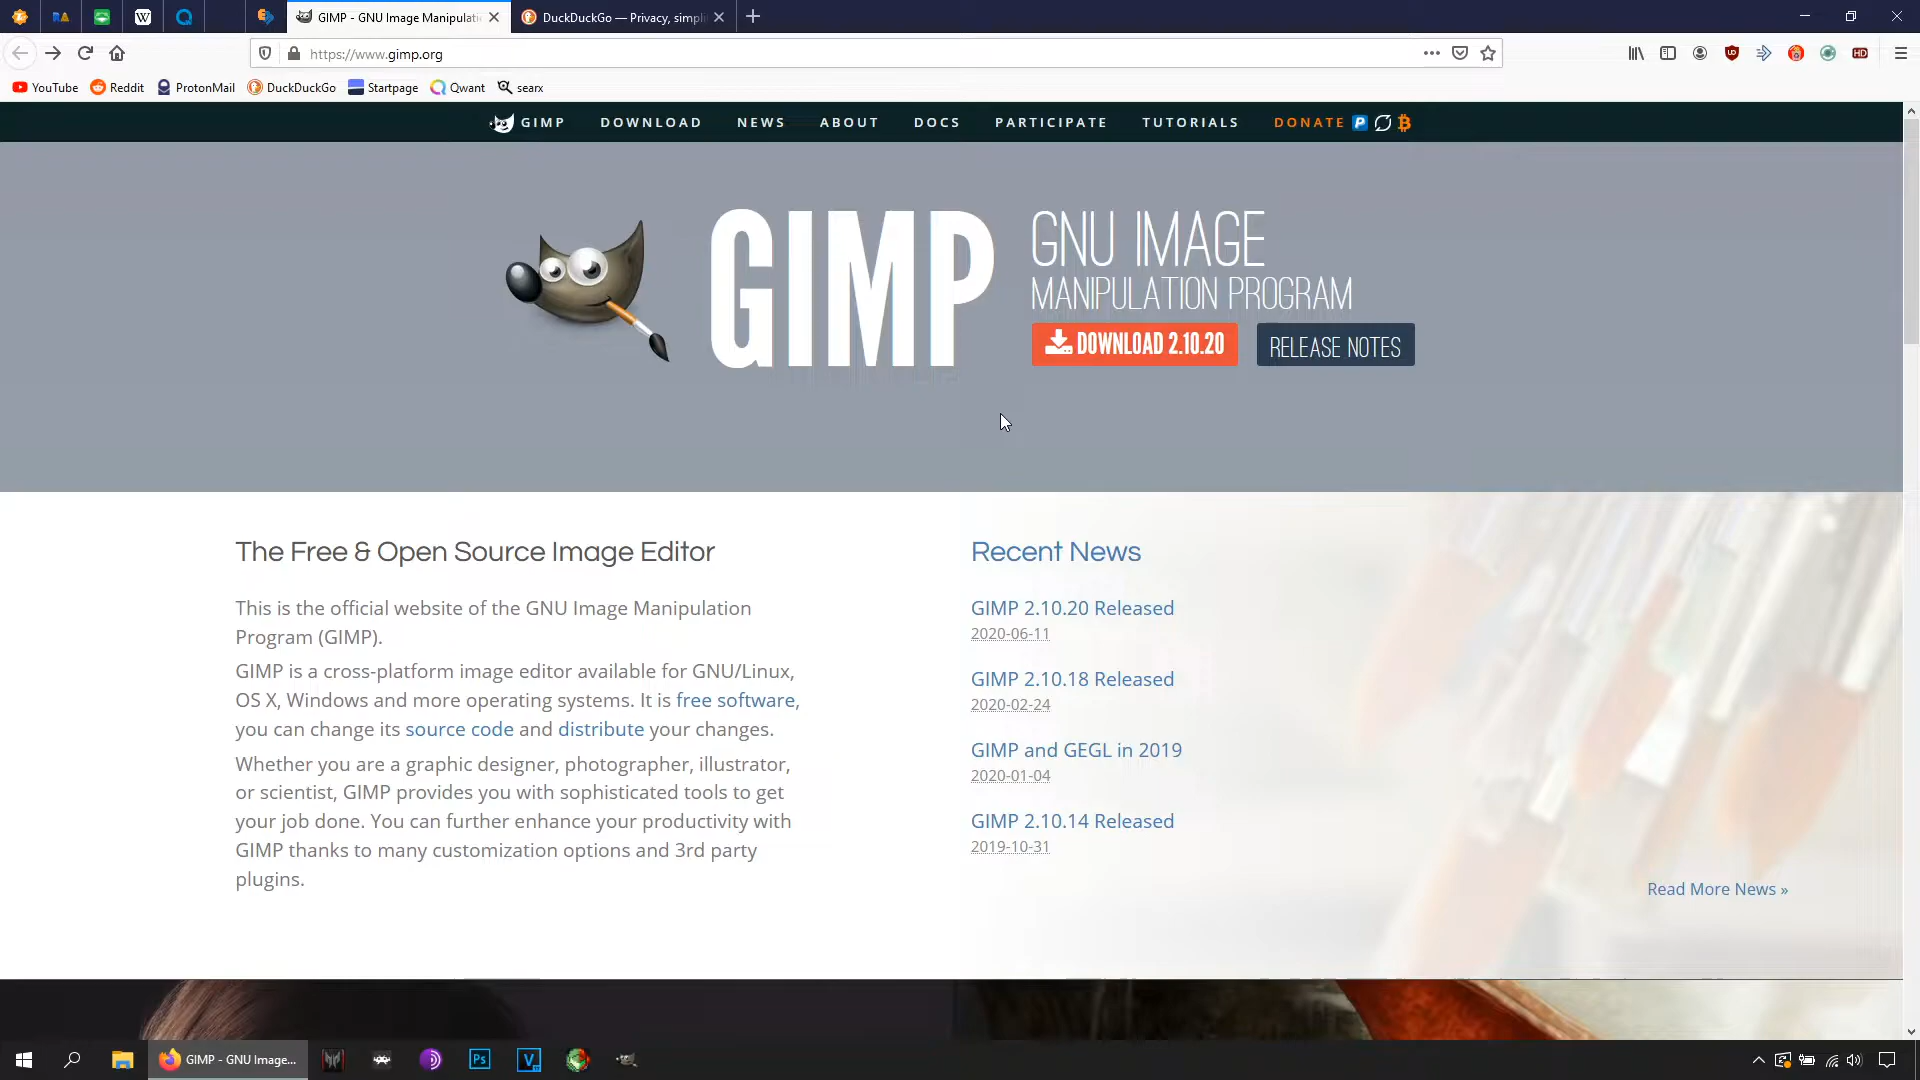 GIMP - GNU Image Manipulati
DuckDuckGo — Privacy, simpli
https://www.gimp.org
YouTube
Reddit
ProtonMail
DuckDuckGo
Startpage
Qwant
searx
GIMP
DOWNLOAD
NEWS
ABOUT
DOCS
PARTICIPATE
TUTORIALS
DONATE
GIMP
GNU IMAGE
MANIPULATION PROGRAM
DOWNLOAD 2.10.20
RELEASE NOTES
The Free & Open Source Image Editor
This is the official website of the GNU Image Manipulation
Program (GIMP).
GIMP is a cross-platform image editor available for GNU/Linux,
OS X, Windows and more operating systems. It is free software,
you can change its source code and distribute your changes.
Whether you are a graphic designer, photographer, illustrator,
or scientist, GIMP provides you with sophisticated tools to get
your job done. You can further enhance your productivity with
GIMP thanks to many customization options and 3rd party
plugins.
Recent News
GIMP 2.10.20 Released
2020-06-11
GIMP 2.10.18 Released
2020-02-24
GIMP and GEGL in 2019
2020-01-04
GIMP 2.10.14 Released
2019-10-31
Read More News »
GIMP - GNU Image...
Ps
V